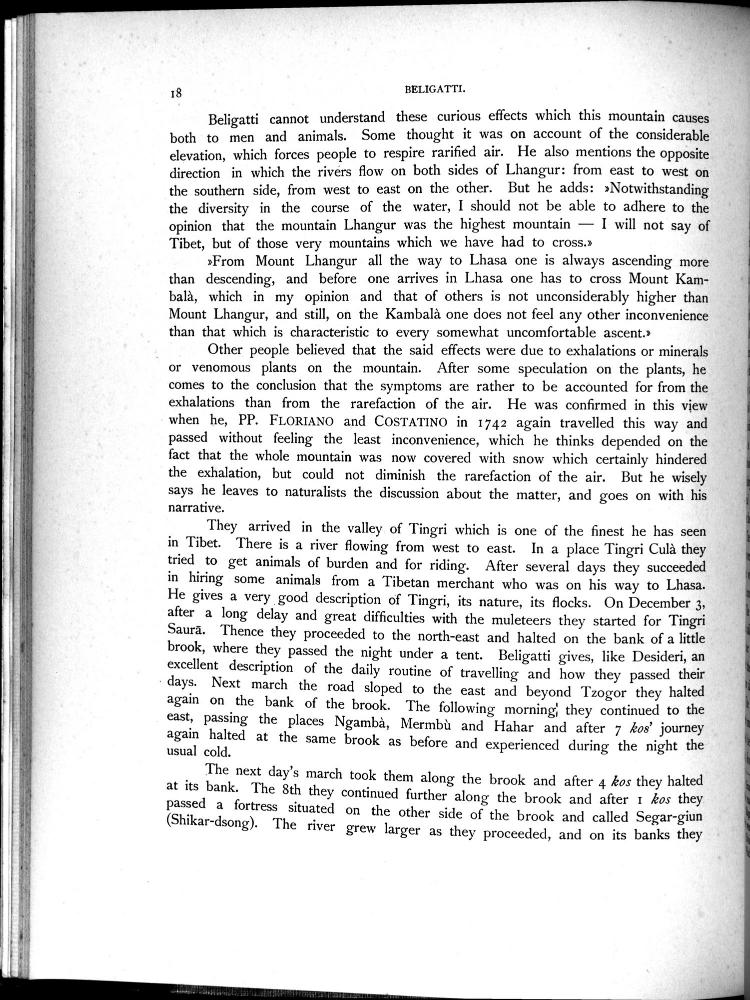 18
BELIGATTI.
Beligatti cannot understand these curious effects which this mountain causes
both to men and animals. Some thought it was on account of the considerable
elevation, which forces people to respire rarified air. He also mentions the opposite
direction in which the rivers flow on both sides of Lhangur: from east to west on
the southern side, from west to east on the other. But he adds: »Notwithstanding
the diversity in the course of the water, I should not be able to adhere to the
opinion that the mountain Lhangur was the highest mountain — I will not say of
Tibet, but of those very mountains which we have had to cross.»
»From Mount Lhangur all the way to Lhasa one is always ascending more
than descending, and before one arrives in Lhasa one has to cross Mount Kam-
balà, which in my opinion and that of others is not unconsiderably higher than
Mount Lhangur, and still, on the Kambalà one does not feel any other inconvenience
than that which is characteristic to every somewhat uncomfortable ascent.»
Other people believed that the said effects were due to exhalations or minerals
or venomous plants on the mountain. After some speculation on the plants, he
comes to the conclusion that the symptoms are rather to be accounted for from the
exhalations than from the rarefaction of the air. He was confirmed in this view
when he, PP. FLORIANO and COSTATINO in 1742 again travelled this way and
passed without feeling the least inconvenience, which he thinks depended on the
fact that the whole mountain was now covered with snow which certainly hindered
the exhalation, but could not diminish the rarefaction of the air. But he wisely
says he leaves to naturalists the discussion about the matter, and goes on with his
narrative.
They arrived in the valley of Tingri which is one of the finest he has seen
in Tibet. There is a river flowing from west to east. In a place Tingri Culà they
tried to get animals of burden and for riding. After several days they succeeded
in hiring some animals from a Tibetan merchant who was on his way to Lhasa.
He gives a very good description of Tingri, its nature, its flocks. On December 3,
after a long delay and great difficulties with the muleteers they started for Tingri
Saurā. Thence they proceeded to the north-east and halted on the bank of a little
brook, where they passed the night under a tent. Beligatti gives, like Desideri, an
excellent description of the daily routine of travelling and how they passed their
days. Next march the road sloped to the east and beyond Tzogor they halted
again on the bank of the brook. The following morning they continued to the
east, passing the places Ngambà, Mermbù and Hahar and after 7 kos' journey
again halted at the same brook as before and experienced during the night the
usual cold.
The next day's march took them along the brook and after 4 kos they halted
at its bank. The 8th they continued further along the brook and after 1 kos they
passed a fortress situated on the other side of the brook and called Segar-giun
(Shikar-dsong). The river grew larger as they proceeded, and on its banks they